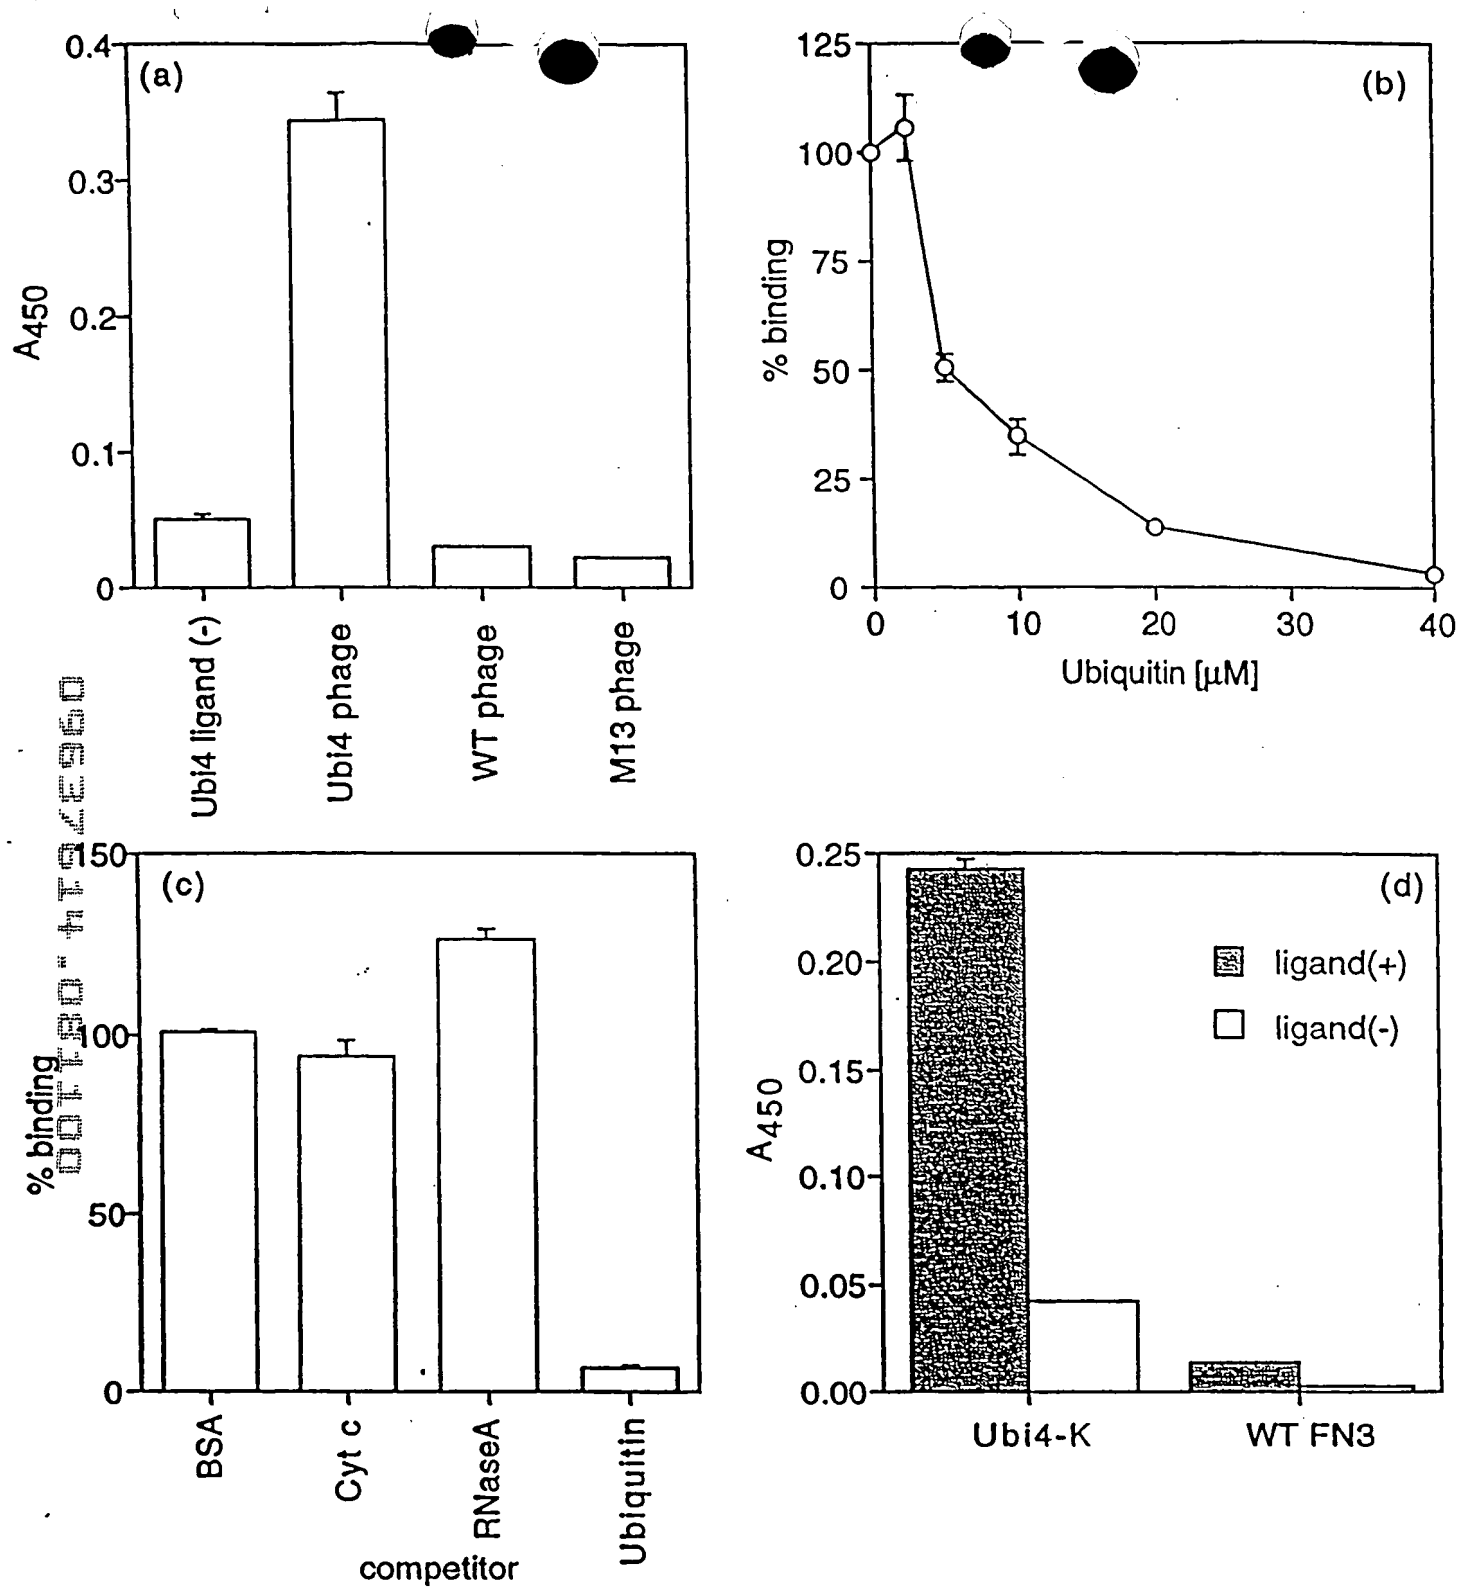 (a)
0.4
0.3
0.2
0.1
0
A450
Ubi4 ligand (-)
Ubi4 phage
WT phage
M13 phage
(b)
125
100
75
50
25
0
% binding
0 10 20 30 40
Ubiquitin [μM]
(c)
150
100
50
0
% binding
BSA
Cyt c
RNaseA
Ubiquitin
competitor
(d)
0.25
0.20
0.15
0.10
0.05
0.00
A450
ligand(+)
ligand(-)
Ubi4-K WT FN3